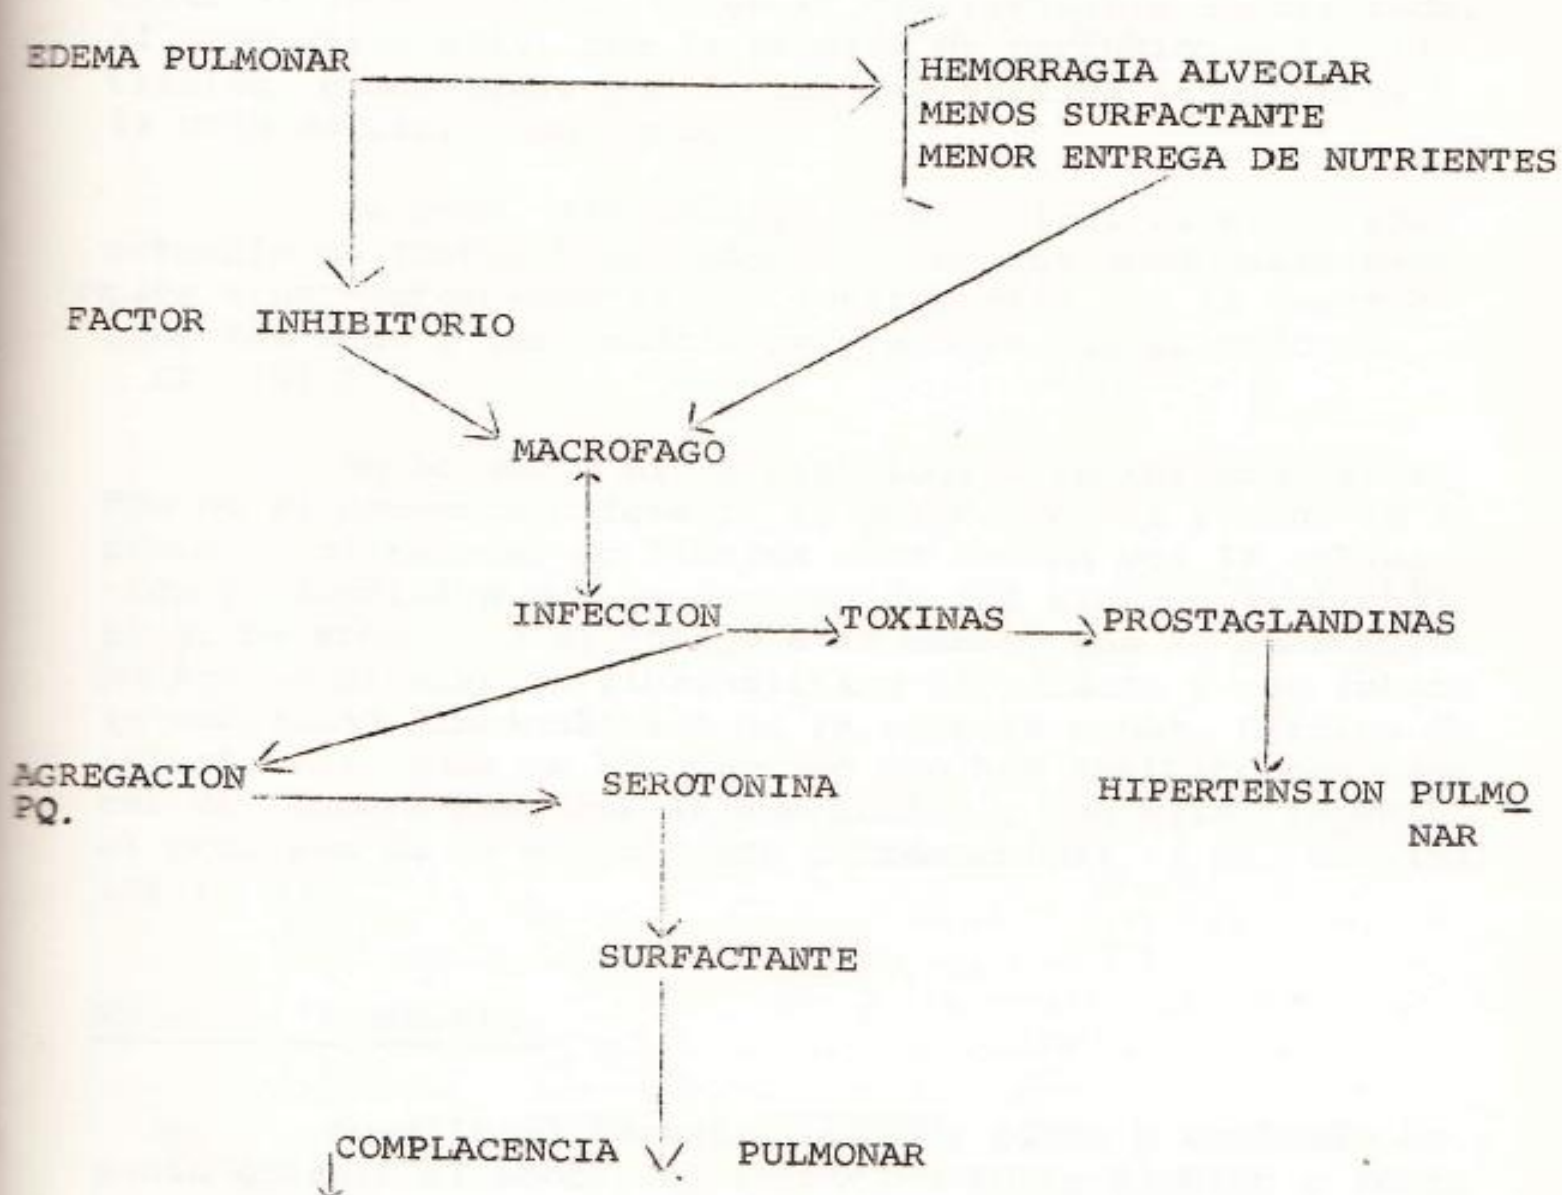 EDEMA PULMONAR
HEMORRAGIA ALVEOLAR
MENOS SURFACTANTE
MENOR ENTREGA DE NUTRIENTES
FACTOR INHIBITORIO
MACROFAGO
INFECCION TOXINAS PROSTAGLANDINAS
AGREGACION
PQ.
SEROTONINA
HIPERTENSION PULMO
NAR
SURFACTANTE
COMPLACENCIA PULMONAR